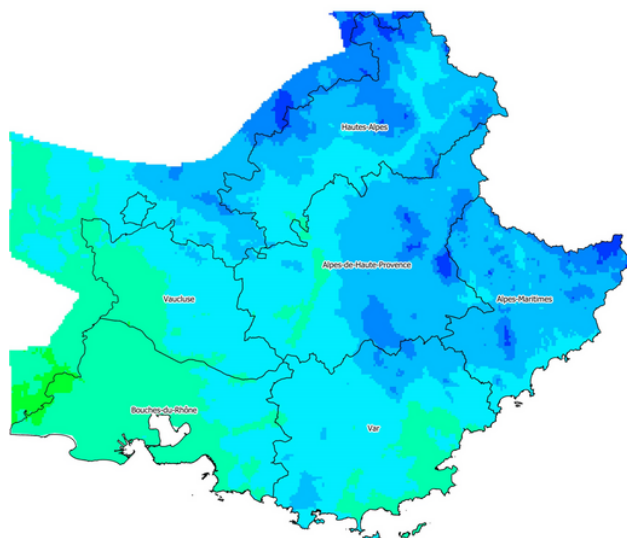 Hautes-Alpes
Alpes-de-Haute-Provence
Vaucluse
Alpes-Maritimes
Bouches-du-Rhône
Var